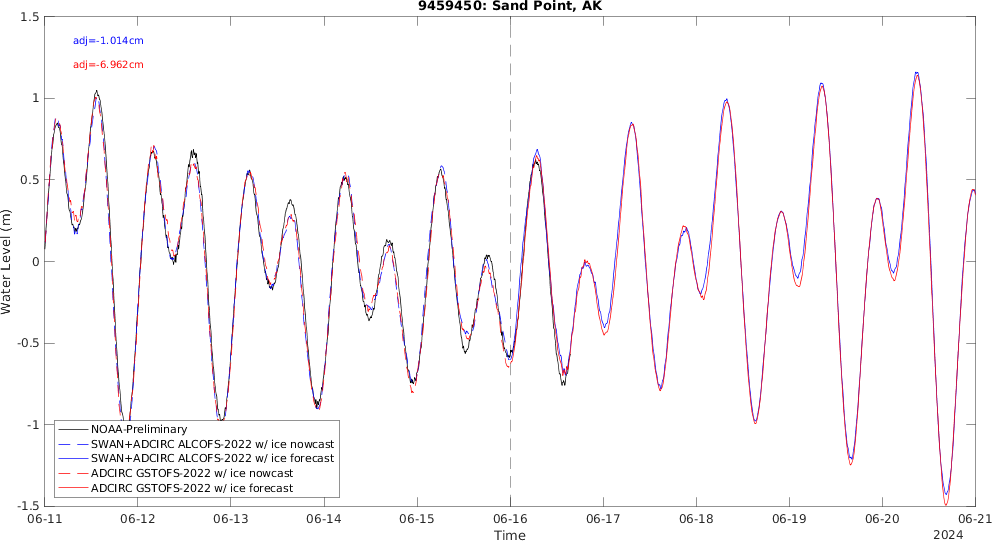 9459450: Sand Point, AK
adj=-1.014cm
adj=-6.962cm
Water Level (m)
1.5
1
0.5
0
-0.5
-1
-1.5
NOAA-Preliminary
SWAN+ADCIRC ALCOFS-2022 w/ ice nowcast
SWAN+ADCIRC ALCOFS-2022 w/ ice forecast
ADCIRC GSTOFS-2022 w/ ice nowcast
ADCIRC GSTOFS-2022 w/ ice forecast
06-11 06-12 06-13 06-14 06-15 06-16 06-17 06-18 06-19 06-20 06-21
Time
2024